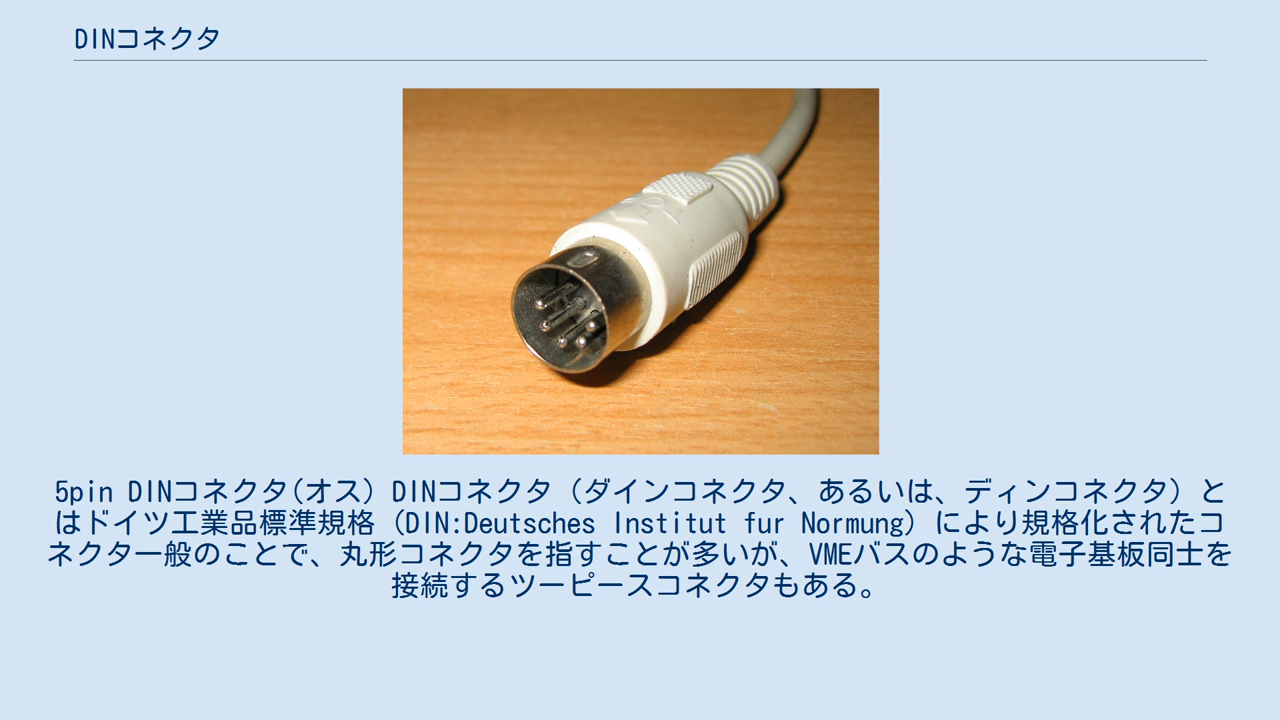 DINコネクタ
5pin DINコネクタ(オス) DINコネクタ（ダインコネクタ、あるいは、ディンコネクタ）と
はドイツ工業品標準規格（DIN:Deutsches Institut fur Normung）により規格化されたコ
ネクタ一般のことで、丸形コネクタを指すことが多いが、VMEバスのような電子基板同士を
接続するツーピースコネクタもある。